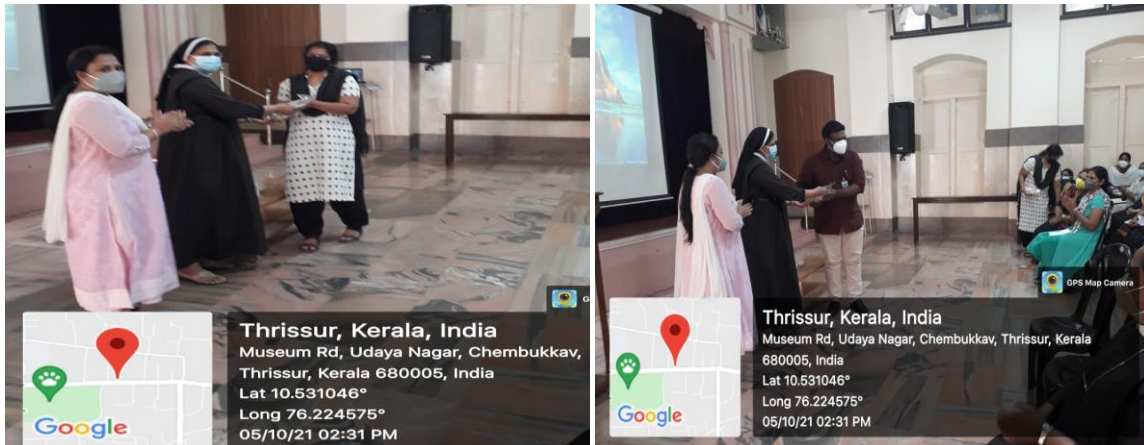 G
Thrissur, Kerala, India
Museum Rd, Udaya Nagar, Chembukkav,
Thrissur, Kerala 680005, India
Lat 10.531046°
Long 76.224575°
05/10/21 02:31 PM
Google
GPS Map Camera
Thrissur, Kerala, India
Museum Rd, Udaya Nagar, Chembukkav, Thrissur, Kerala
680005, India
Lat 10.531046°
Long 76.224575°
05/10/21 02:31 PM
Google